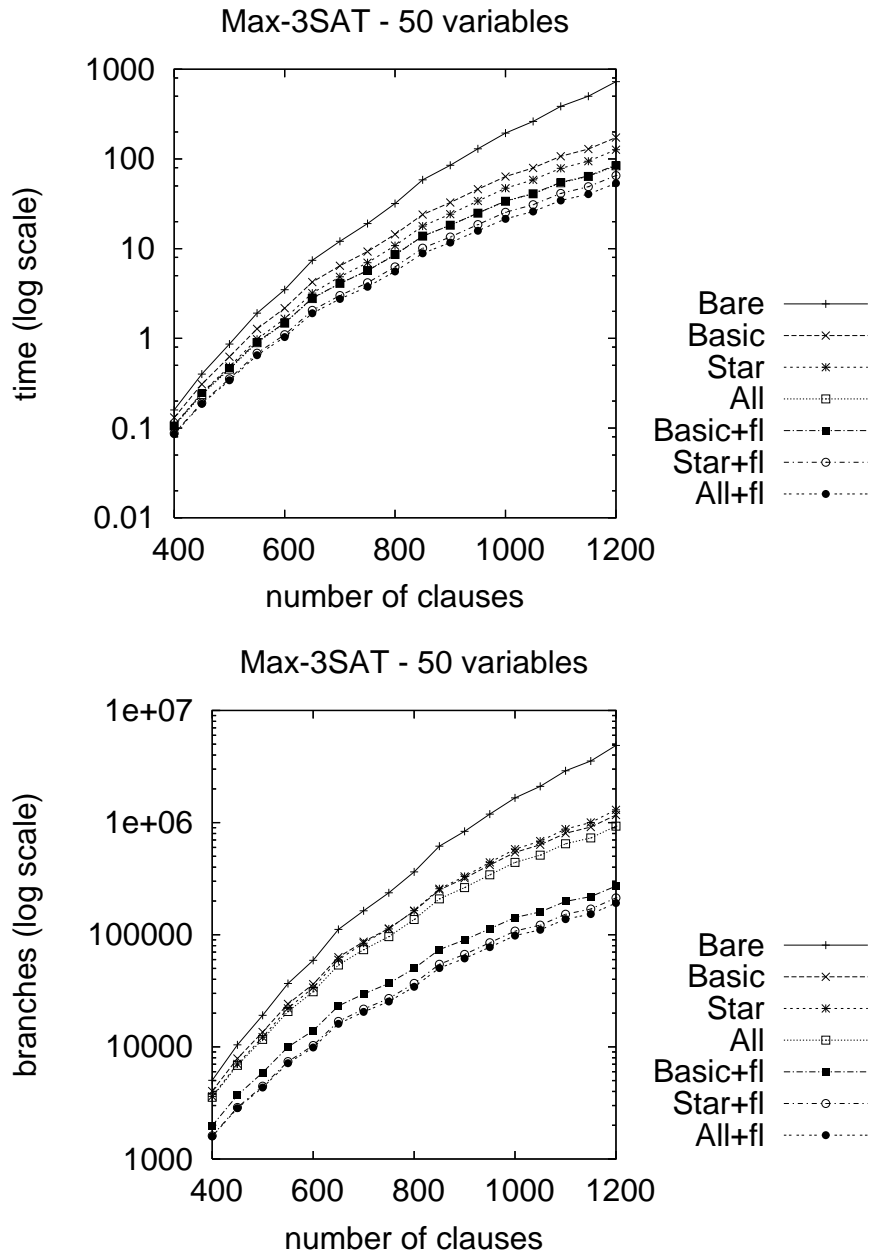 Max-3SAT - 50 variables
1000
100
10
1
0.1
0.01
400 600 800 1000 1200
time (log scale)
number of clauses
Bare
Basic
Star
All
Basic+fl
Star+fl
All+fl
Max-3SAT - 50 variables
1e+07
1e+06
100000
10000
1000
400 600 800 1000 1200
branches (log scale)
number of clauses
Bare
Basic
Star
All
Basic+fl
Star+fl
All+fl